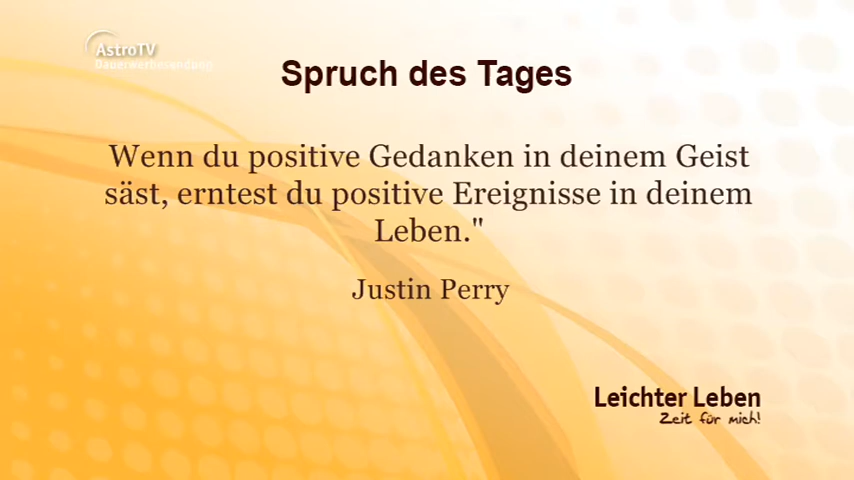 AstroTV
Dauerwerbesendung
Spruch des Tages
Wenn du positive Gedanken in deinem Geist
säst, erntest du positive Ereignisse in deinem
Leben."
Justin Perry
Leichter Leben
Zeit für mich!